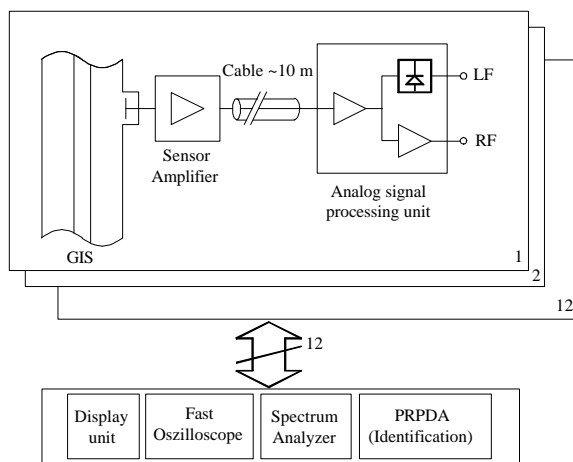 Cable ~10 m
LF
RF
Sensor
Amplifier
Analog signal
processing unit
GIS
1
2
12
12
Display
unit
Fast
Oszilloscope
Spectrum
Analyzer
PRPDA
(Identification)